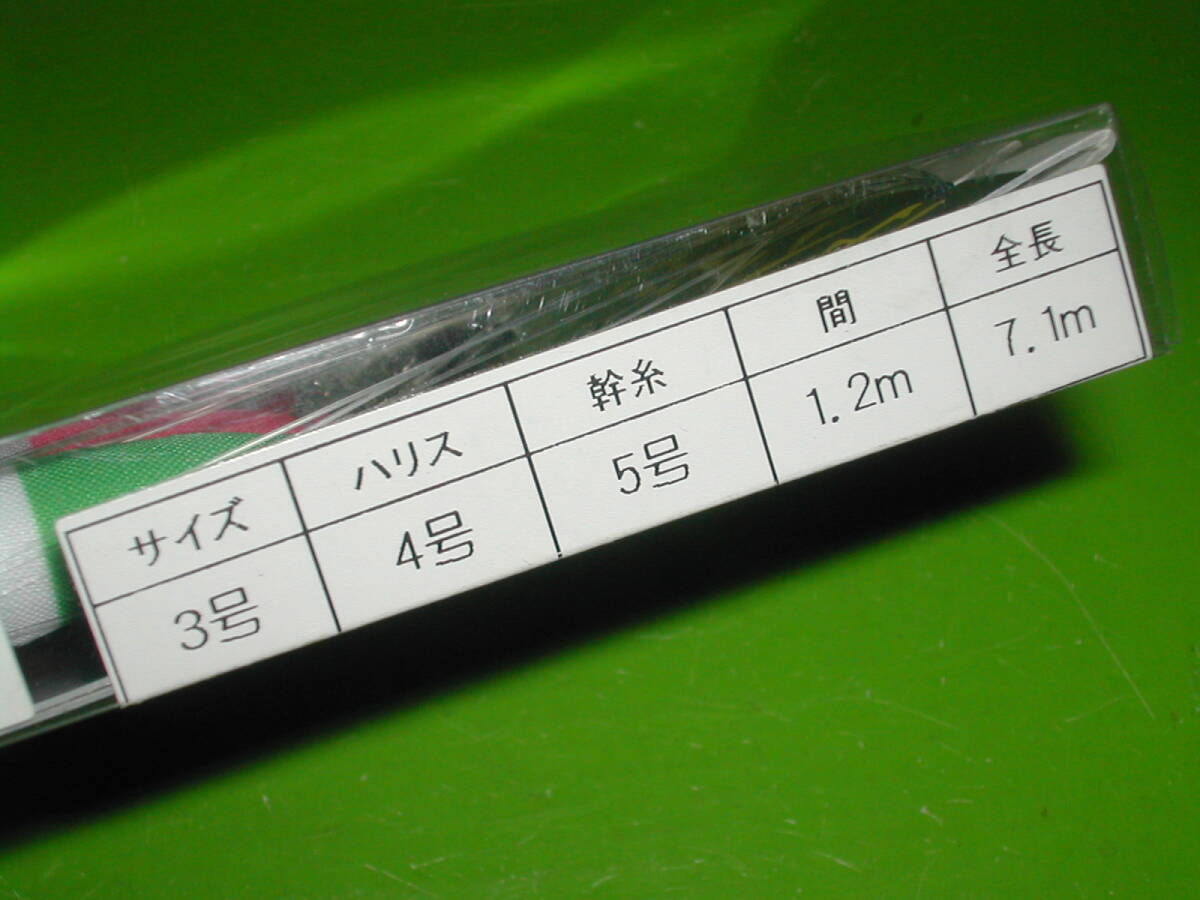 サイズ ハリス 幹糸 間 全長
3号 4号 5号 1.2m 7.1m